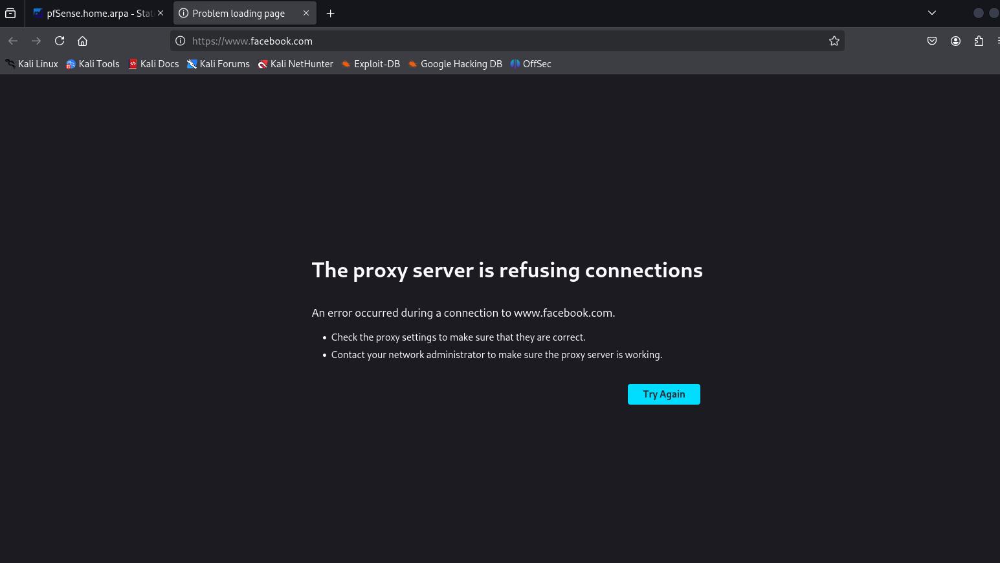 pfSense.home.arpa - Stat
Problem loading page
https://www.facebook.com
Kali Linux Kali Tools Kali Docs Kali Forums Kali NetHunter Exploit-DB Google Hacking DB OffSec
The proxy server is refusing connections
An error occurred during a connection to www.facebook.com.
• Check the proxy settings to make sure that they are correct.
• Contact your network administrator to make sure the proxy server is working.
Try Again